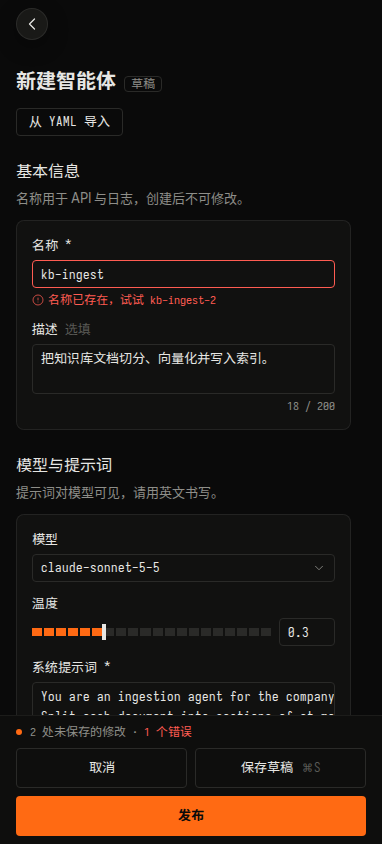 新建智能体 草稿
从 YAML 导入
基本信息
名称用于 API 与日志，创建后不可修改。
名称 *
kb-ingest
名称已存在，试试 kb-ingest-2
描述 选填
把知识库文档切分、向量化并写入索引。
18 / 200
模型与提示词
提示词对模型可见，请用英文书写。
模型
claude-sonnet-5-5
温度
0.3
系统提示词 *
You are an ingestion agent for the company
2 处未保存的修改 · 1 个错误
取消
保存草稿 ⌘S
发布